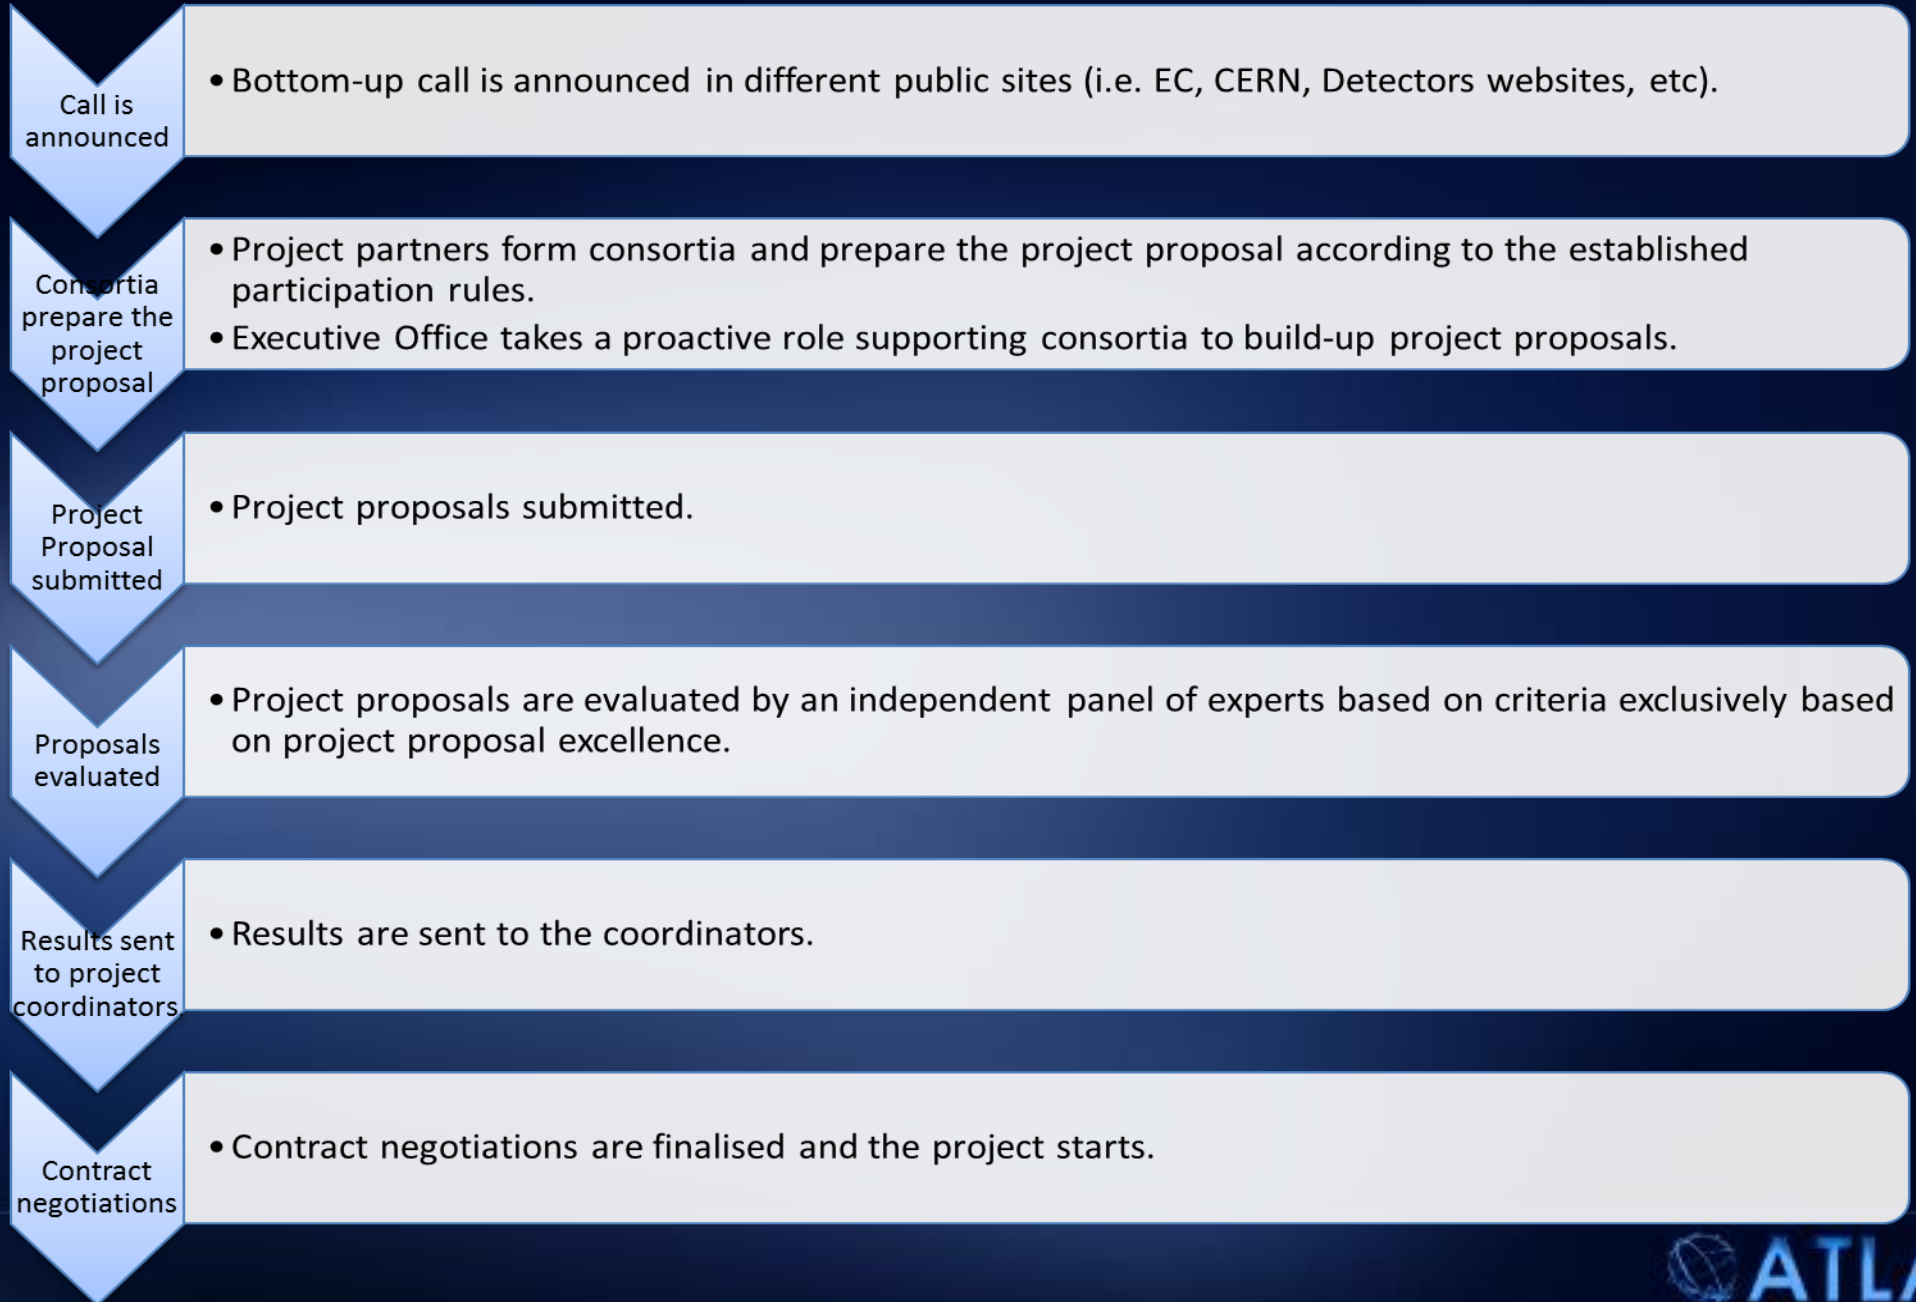 Call is
announced
• Bottom-up call is announced in different public sites (i.e. EC, CERN, Detectors websites, etc).
Consortia
prepare the
project
proposal
• Project partners form consortia and prepare the project proposal according to the established
participation rules.
• Executive Office takes a proactive role supporting consortia to build-up project proposals.
Project
Proposal
submitted
• Project proposals submitted.
Proposals
evaluated
• Project proposals are evaluated by an independent panel of experts based on criteria exclusively based
on project proposal excellence.
Results sent
to project
coordinators.
• Results are sent to the coordinators.
Contract
negotiations
• Contract negotiations are finalised and the project starts.